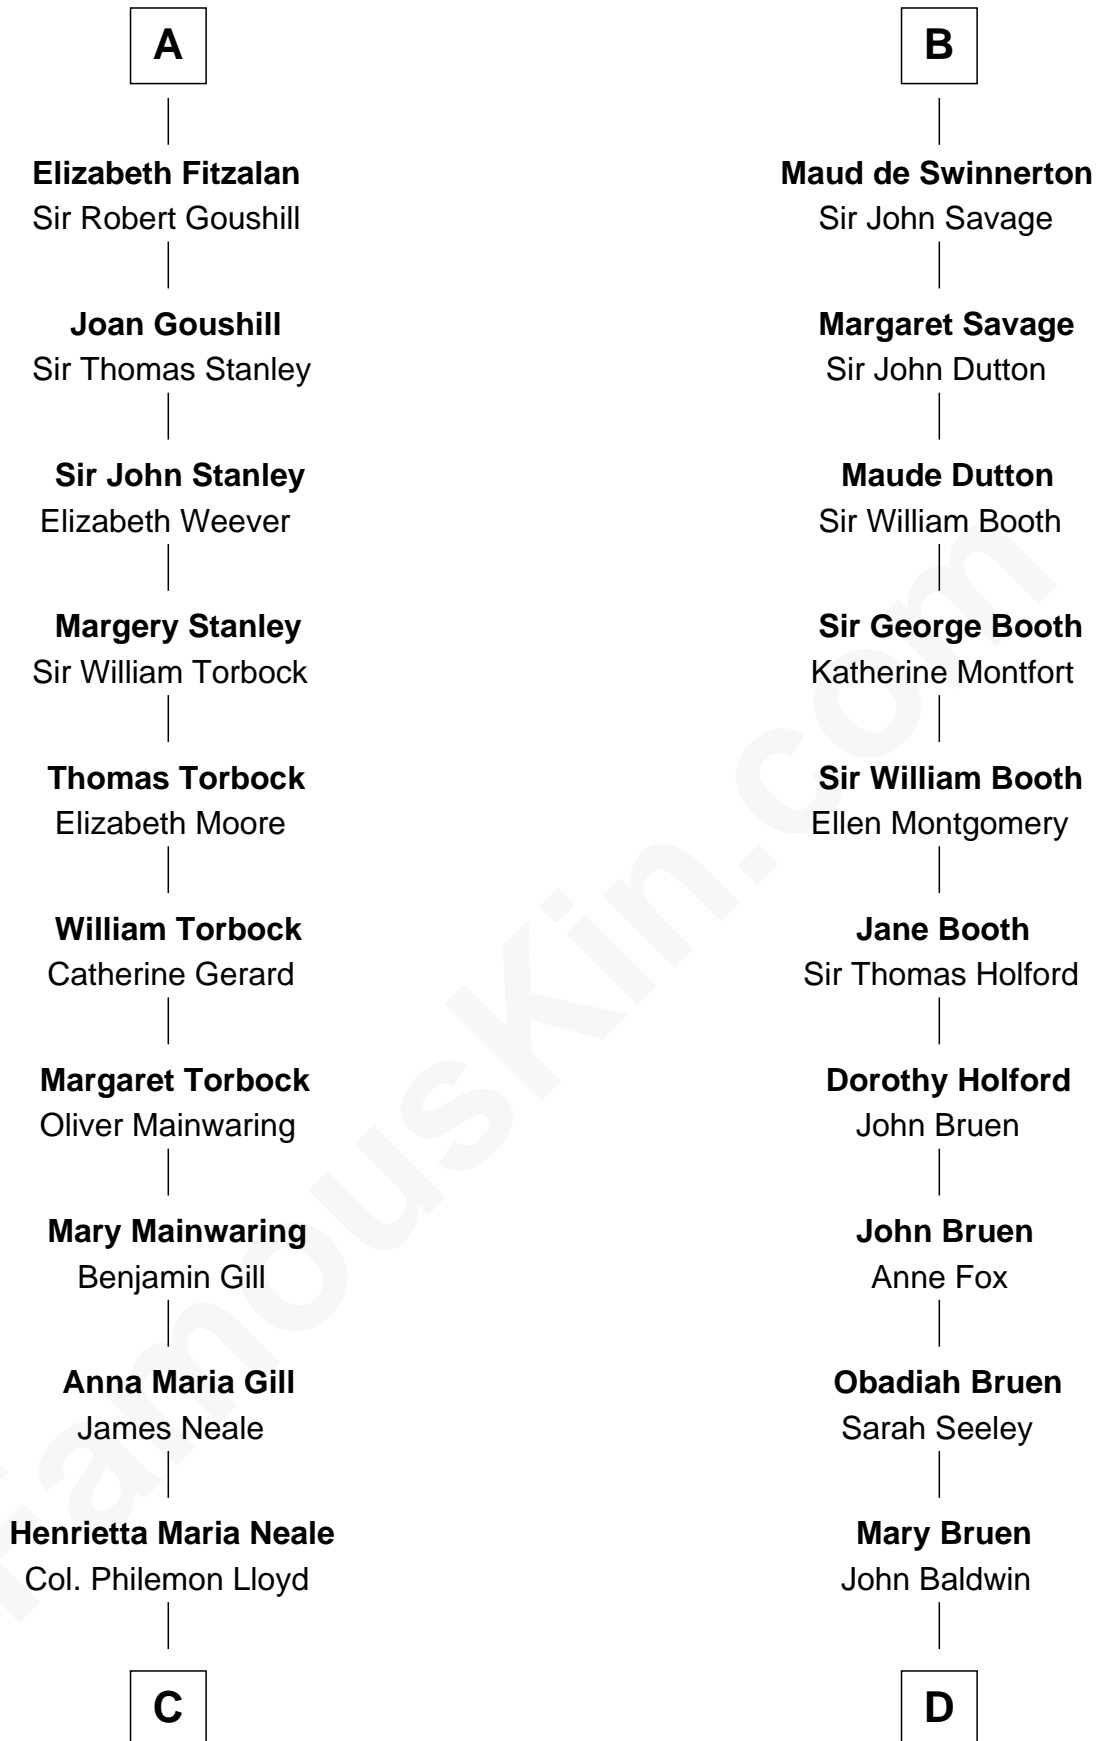 A
Elizabeth Fitzalan
Sir Robert Goushill
Joan Goushill
Sir Thomas Stanley
Sir John Stanley
Elizabeth Weever
Margery Stanley
Sir William Torbock
Thomas Torbock
Elizabeth Moore
William Torbock
Catherine Gerard
Margaret Torbock
Oliver Mainwaring
Mary Mainwaring
Benjamin Gill
Anna Maria Gill
James Neale
Henrietta Maria Neale
Col. Philemon Lloyd
C
B
Maud de Swinnerton
Sir John Savage
Margaret Savage
Sir John Dutton
Maude Dutton
Sir William Booth
Sir George Booth
Katherine Montfort
Sir William Booth
Ellen Montgomery
Jane Booth
Sir Thomas Holford
Dorothy Holford
John Bruen
John Bruen
Anne Fox
Obadiah Bruen
Sarah Seeley
Mary Bruen
John Baldwin
D
FamousKin.com